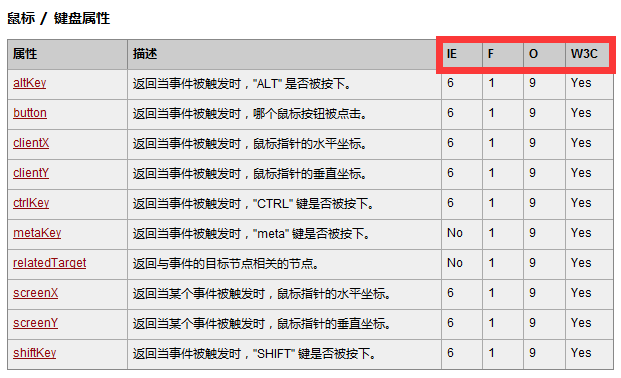 鼠标 / 键盘属性
属性 描述 IE F O W3C
altKey 返回当事件被触发时，"ALT" 是否被按下。 6 1 9 Yes
button 返回当事件被触发时，哪个鼠标按钮被点击。 6 1 9 Yes
clientX 返回当事件被触发时，鼠标指针的水平坐标。 6 1 9 Yes
clientY 返回当事件被触发时，鼠标指针的垂直坐标。 6 1 9 Yes
ctrlKey 返回当事件被触发时，"CTRL" 键是否被按下。 6 1 9 Yes
metaKey 返回当事件被触发时，"meta" 键是否被按下。 No 1 9 Yes
relatedTarget 返回与事件的目标节点相关的节点。 No 1 9 Yes
screenX 返回当某个事件被触发时，鼠标指针的水平坐标。 6 1 9 Yes
screenY 返回当某个事件被触发时，鼠标指针的垂直坐标。 6 1 9 Yes
shiftKey 返回当事件被触发时，"SHIFT" 键是否被按下。 6 1 9 Yes